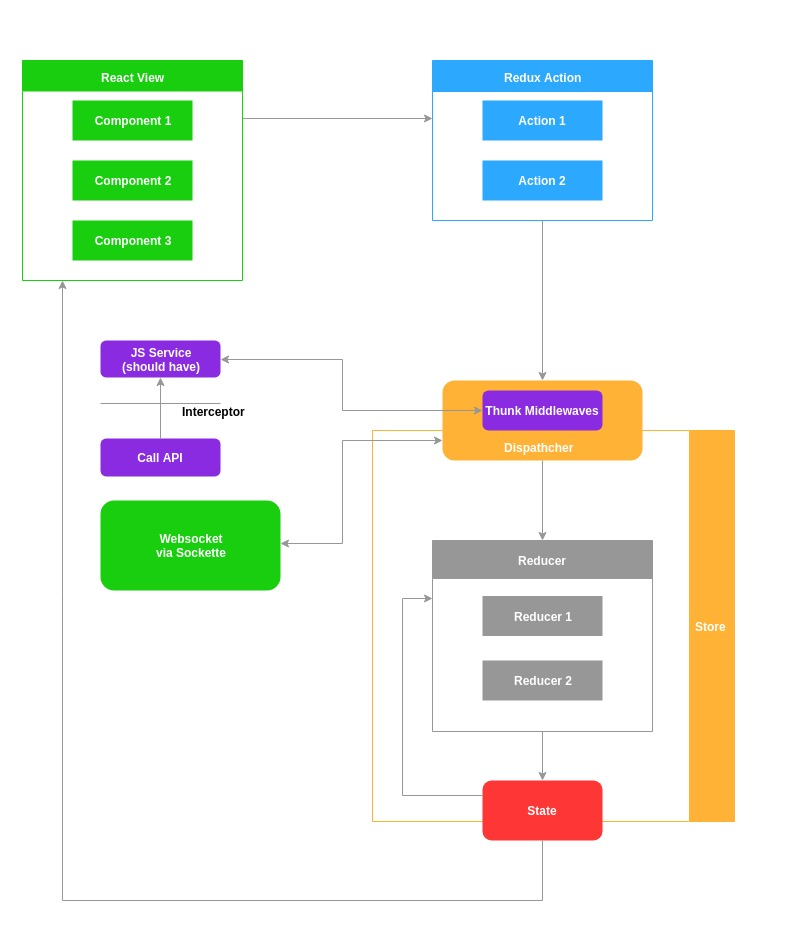 React View
Component 1
Component 2
Component 3
Redux Action
Action 1
Action 2
JS Service
(should have)
Interceptor
Call API
Websocket
via Sockette
Thunk Middlewaves
Dispathcher
Reducer
Reducer 1
Reducer 2
Store
State